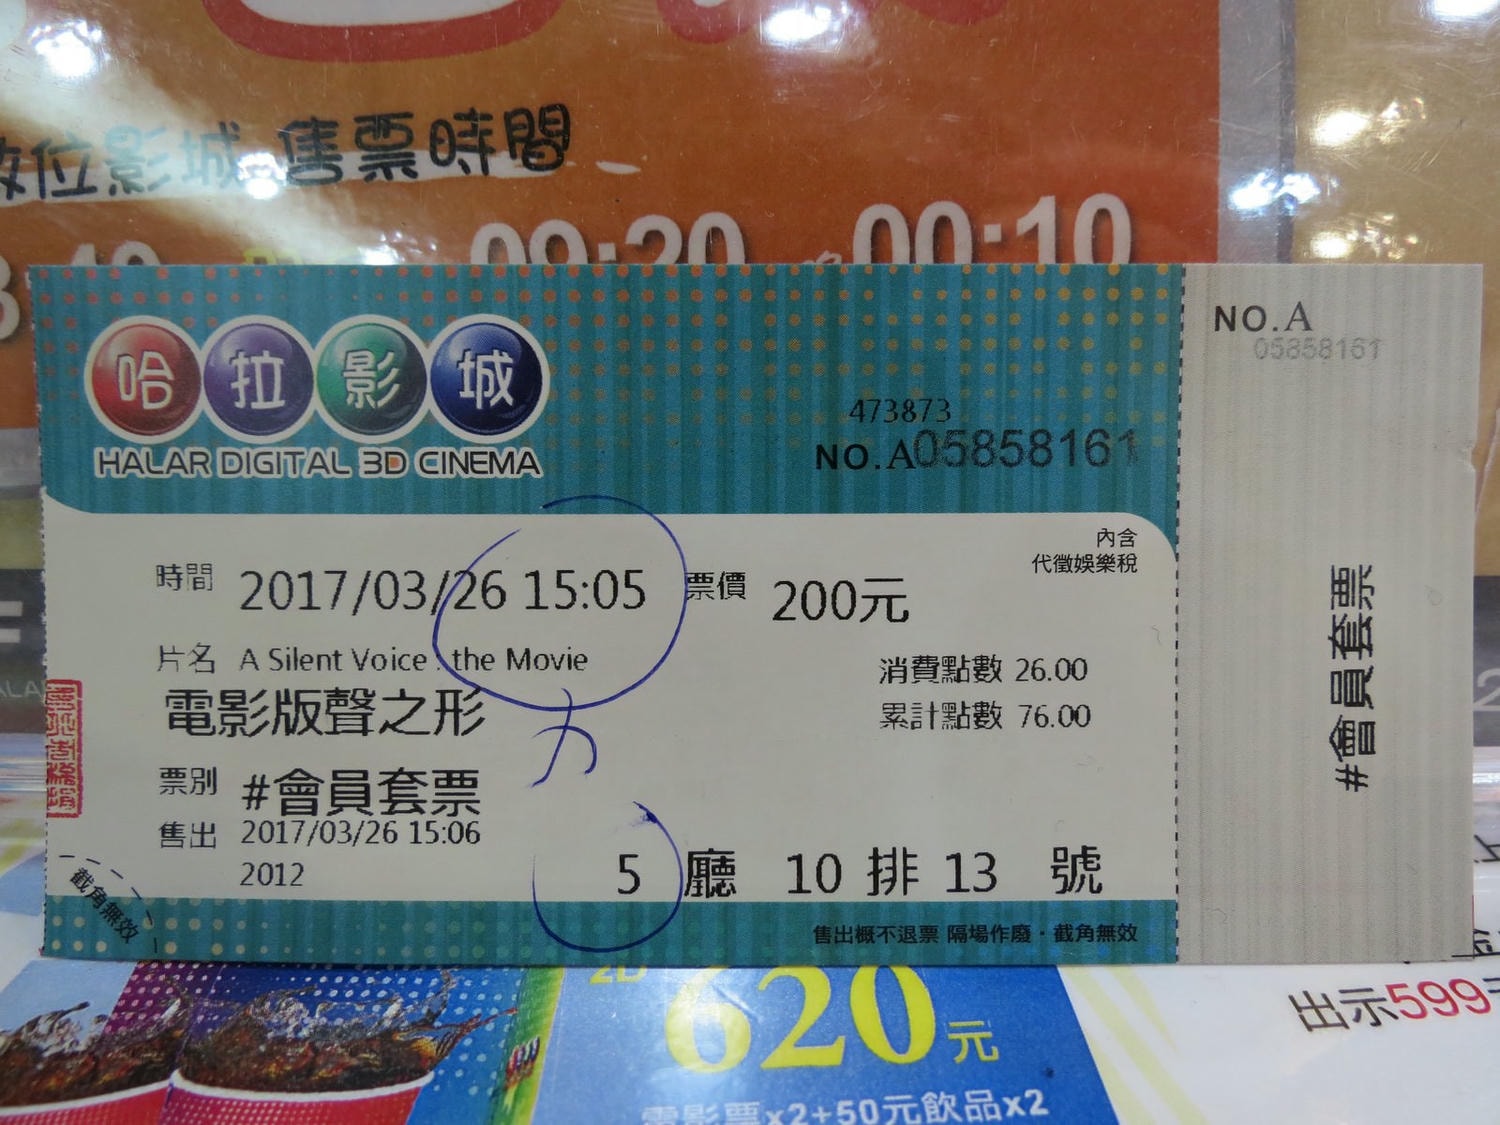 位影城 售票時間
09:20
00:10
哈拉影城
HALAR DIGITAL 3D CINEMA
473873
NO.A05858161
NO.A
05858161
內含
代徵娛樂稅
時間 2017/03/26 15:05 票價 200元
片名 A Silent Voice : the Movie
電影版聲之形
消費點數 26.00
累計點數 76.00
票別 #會員套票
售出 2017/03/26 15:06
2012
5 廳 10 排 13 號
截角無效
售出概不退票 隔場作廢・截角無效
#會員套票
2D
620元
電影票x2+50元飲品x2
出示599